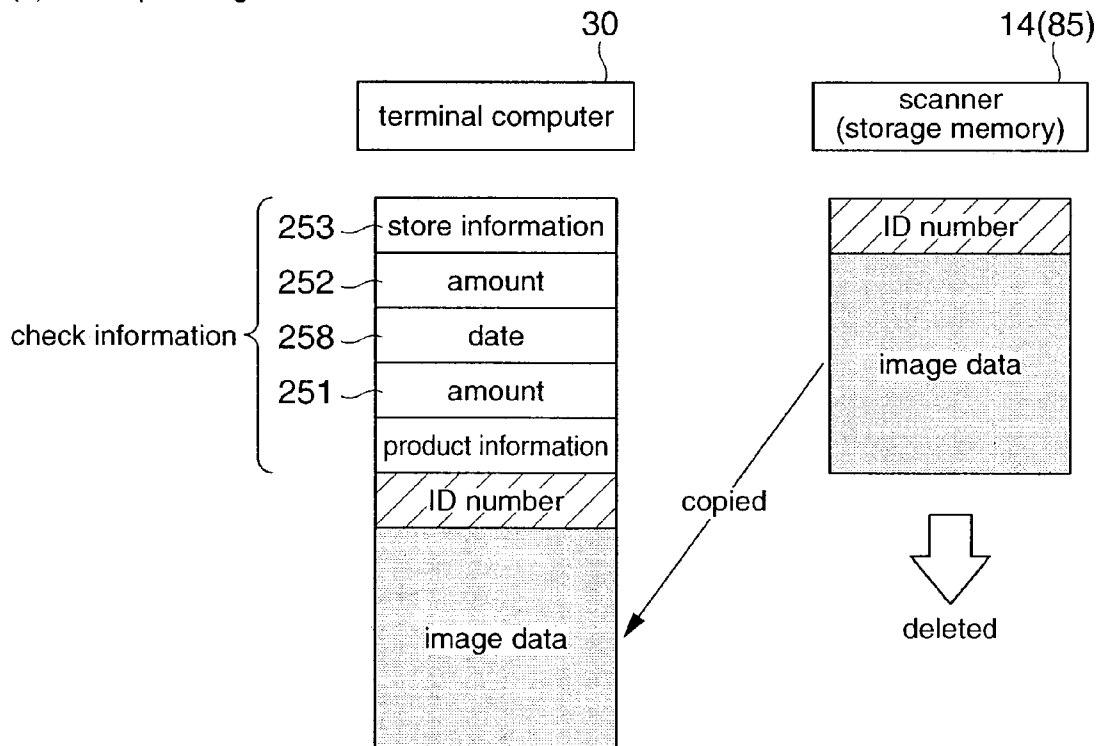 30
14(85)
terminal computer
scanner
(storage memory)
253 store information
252 amount
check information
258 date
251 amount
product information
ID number
image data
ID number
image data
copied
deleted